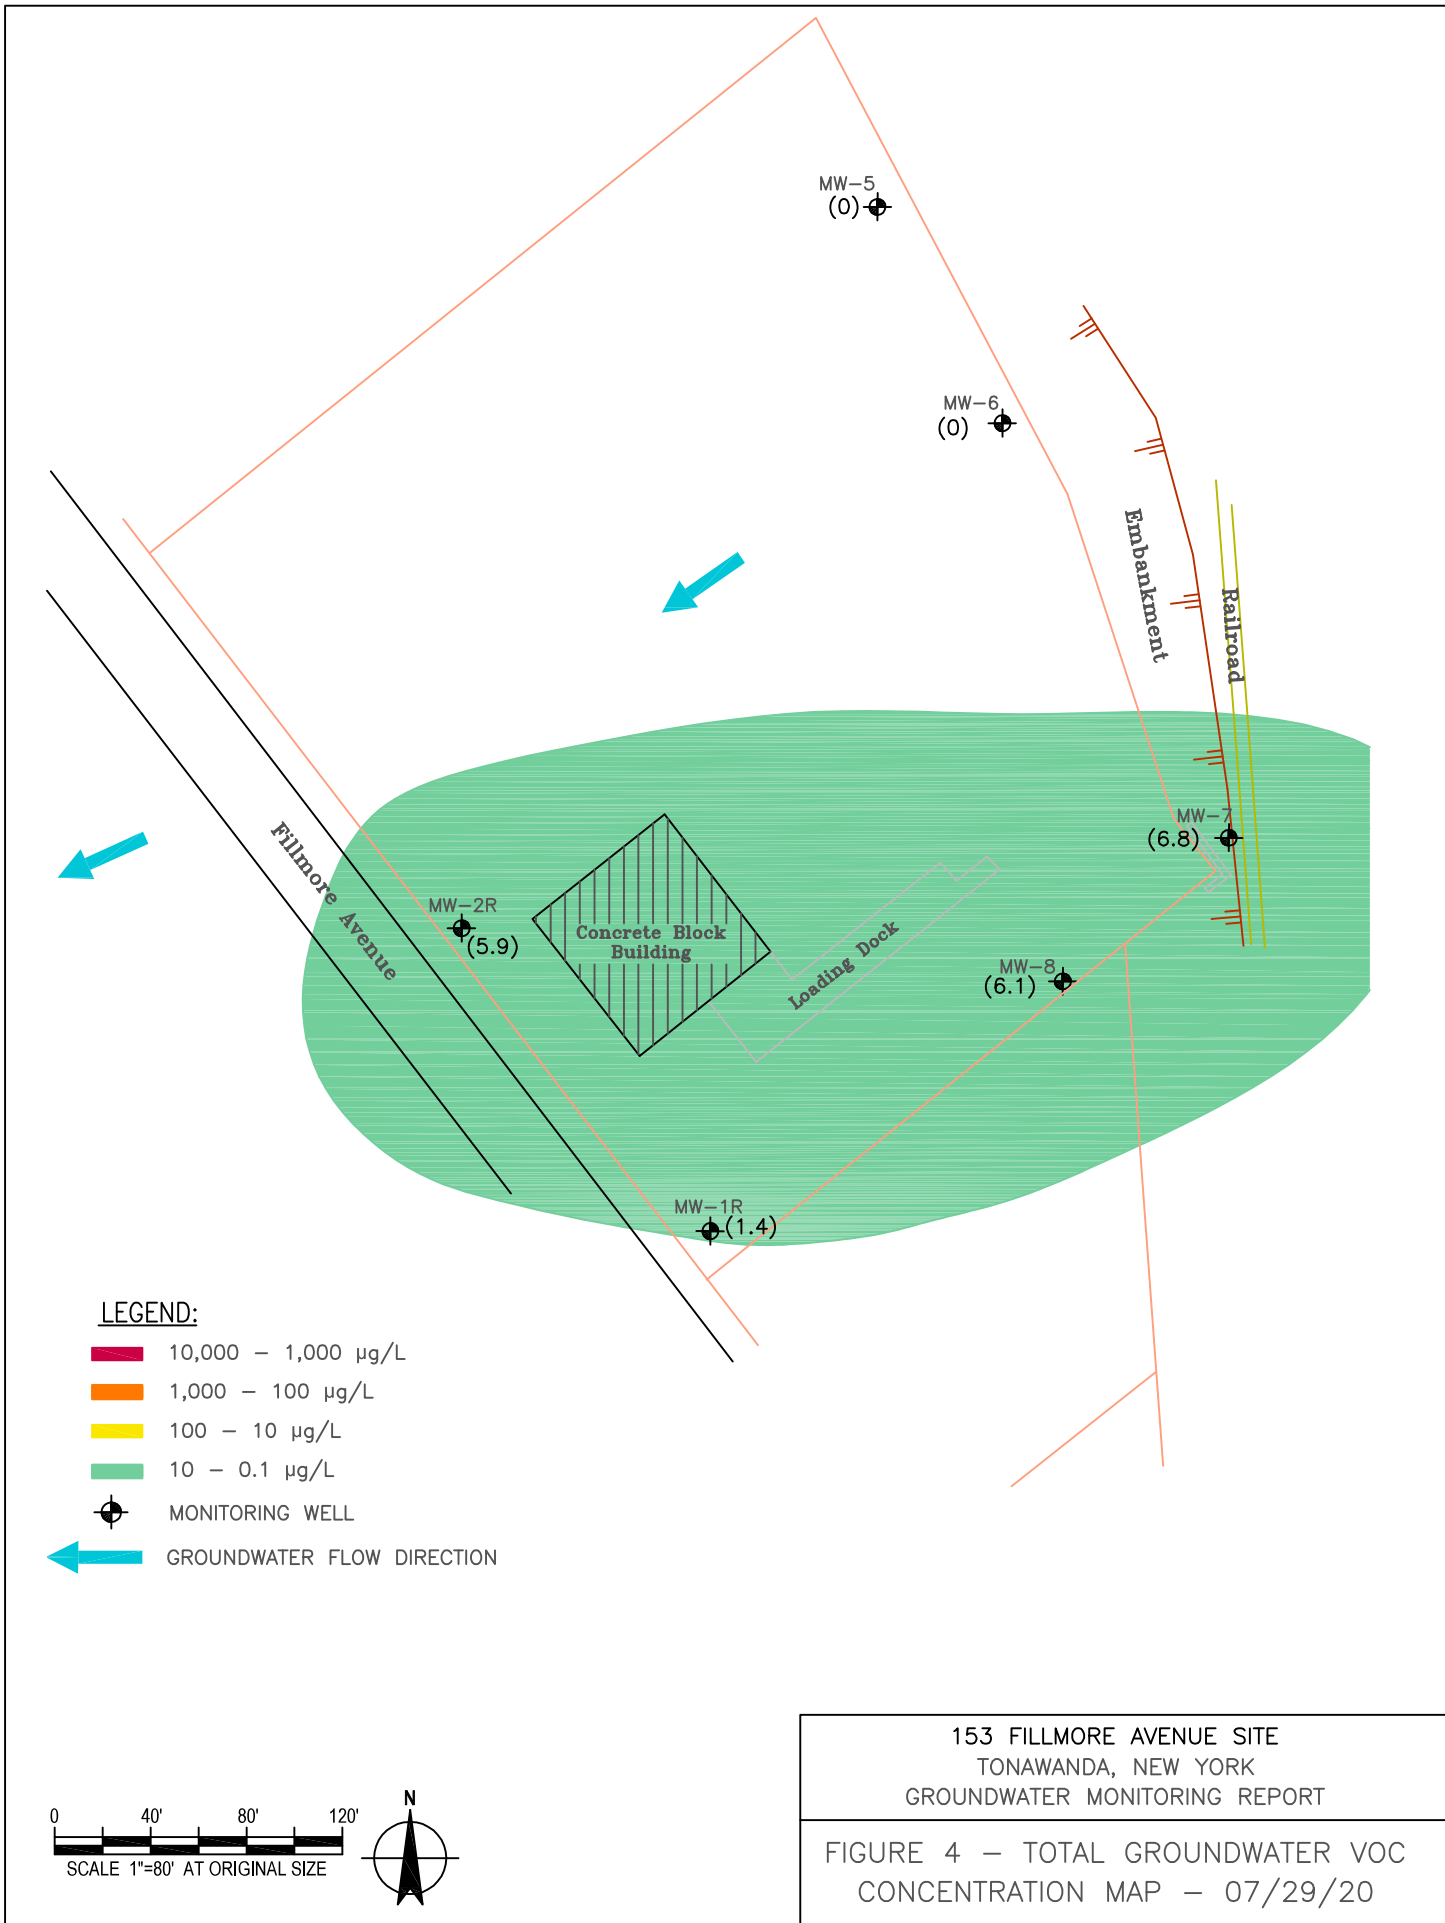 MW-5
(0)
MW-6
(0)
Embankment
Railroad
MW-7
(6.8)
Fillmore Avenue
MW-2R
(5.9)
Concrete Block
Building
Loading Dock
MW-8
(6.1)
MW-1R
(1.4)
LEGEND:
10,000 - 1,000 µg/L
1,000 - 100 µg/L
100 - 10 µg/L
10 - 0.1 µg/L
MONITORING WELL
GROUNDWATER FLOW DIRECTION
0 40' 80' 120'
SCALE 1"=80' AT ORIGINAL SIZE
N
153 FILLMORE AVENUE SITE
TONAWANDA, NEW YORK
GROUNDWATER MONITORING REPORT
FIGURE 4 - TOTAL GROUNDWATER VOC
CONCENTRATION MAP - 07/29/20